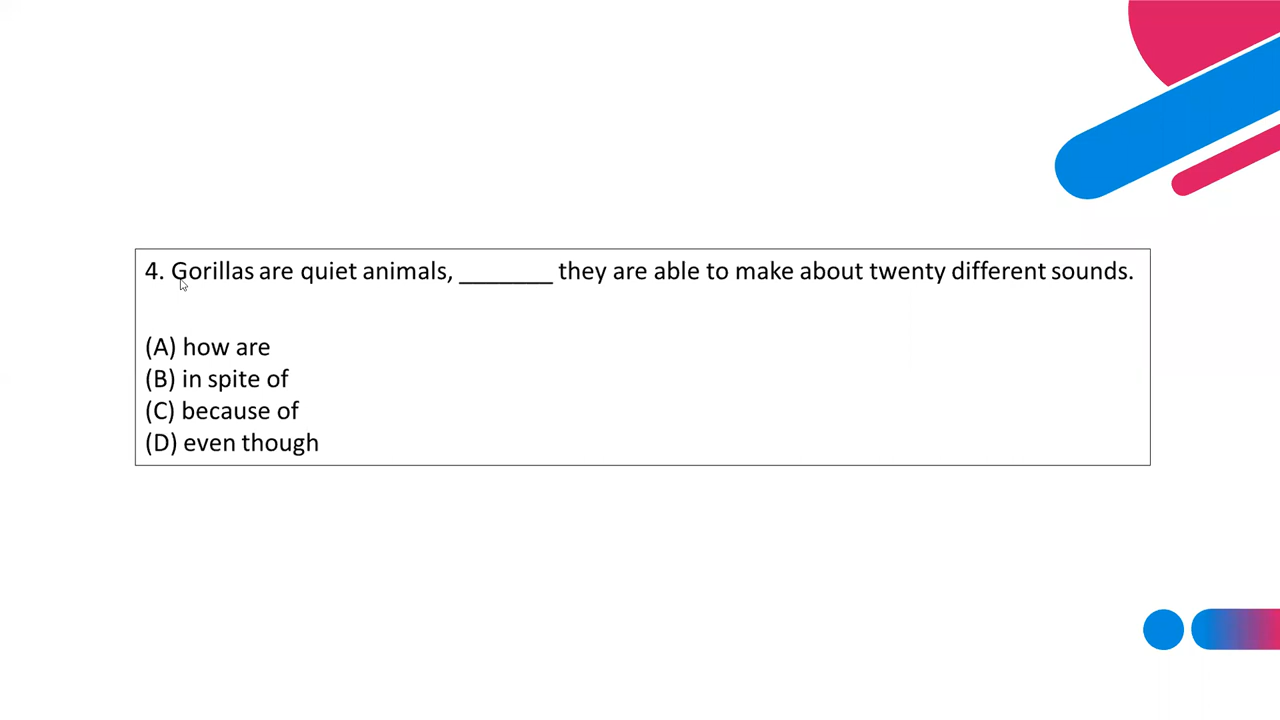 4. Gorillas are quiet animals, _______ they are able to make about twenty different sounds.
(A) how are
(B) in spite of
(C) because of
(D) even though